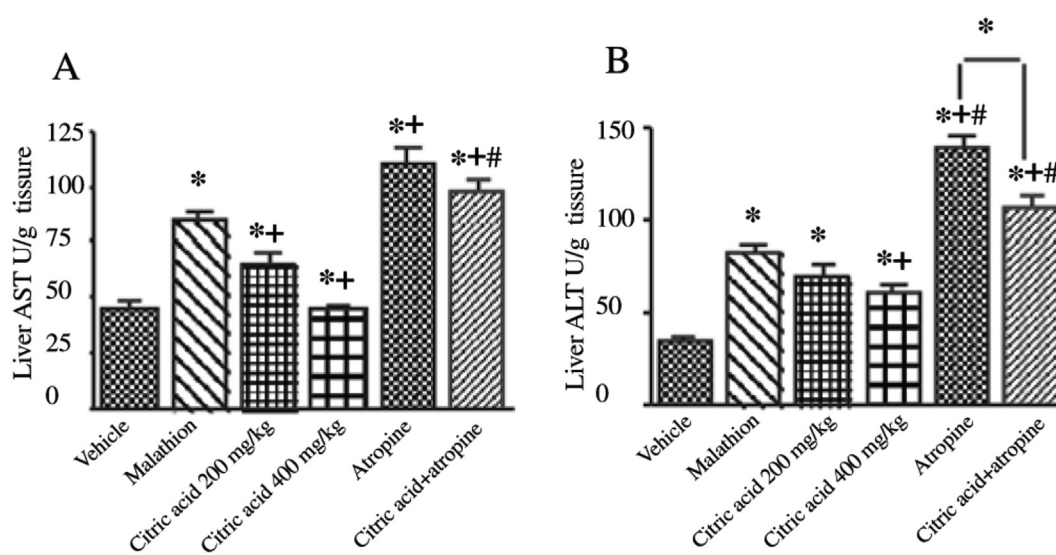 A
Liver AST U/g tissure
125
100
75
50
25
0
*
*+
*+
*+
*+#
Vehicle
Malathion
Citric acid 200 mg/kg
Citric acid 400 mg/kg
Atropine
Citric acid+atropine
B
Liver ALT U/g tissure
150
100
50
0
*
*
*
*+
*+#
*+#
Vehicle
Malathion
Citric acid 200 mg/kg
Citric acid 400 mg/kg
Atropine
Citric acid+atropine